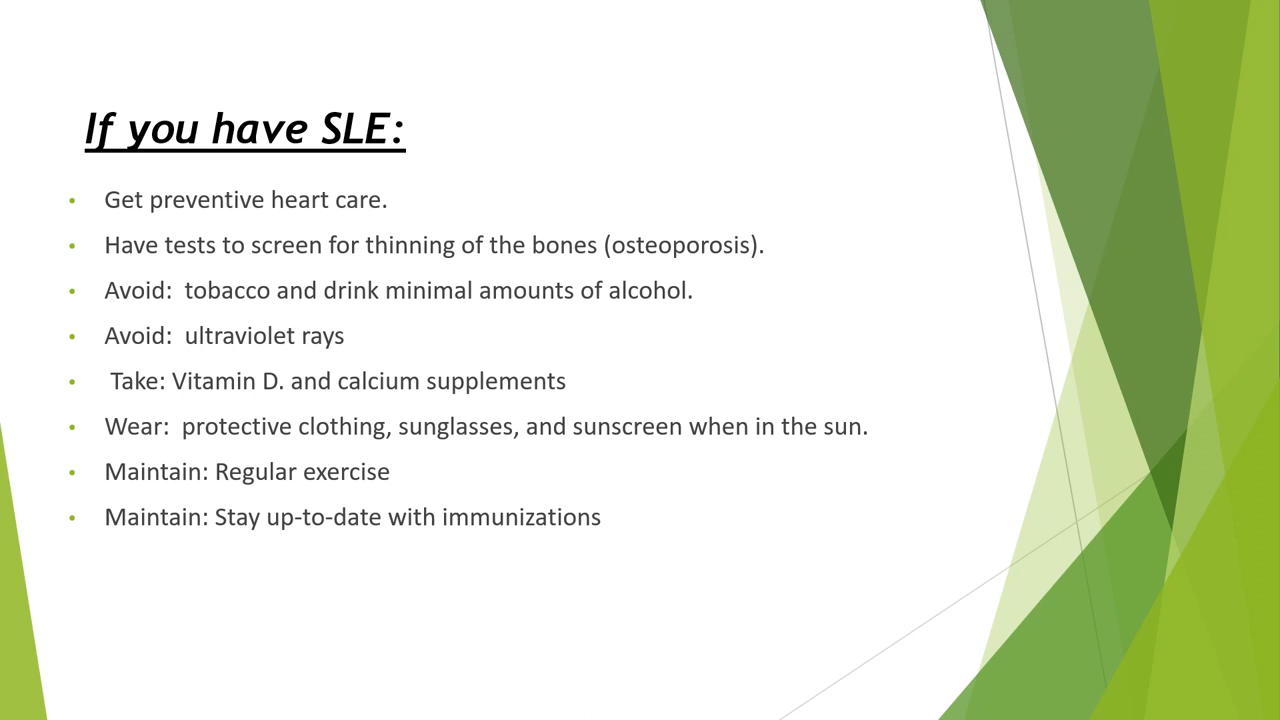 If you have SLE:
• Get preventive heart care.
• Have tests to screen for thinning of the bones (osteoporosis).
• Avoid:  tobacco and drink minimal amounts of alcohol.
• Avoid:  ultraviolet rays
•  Take: Vitamin D. and calcium supplements
• Wear:  protective clothing, sunglasses, and sunscreen when in the sun.
• Maintain: Regular exercise
• Maintain: Stay up-to-date with immunizations